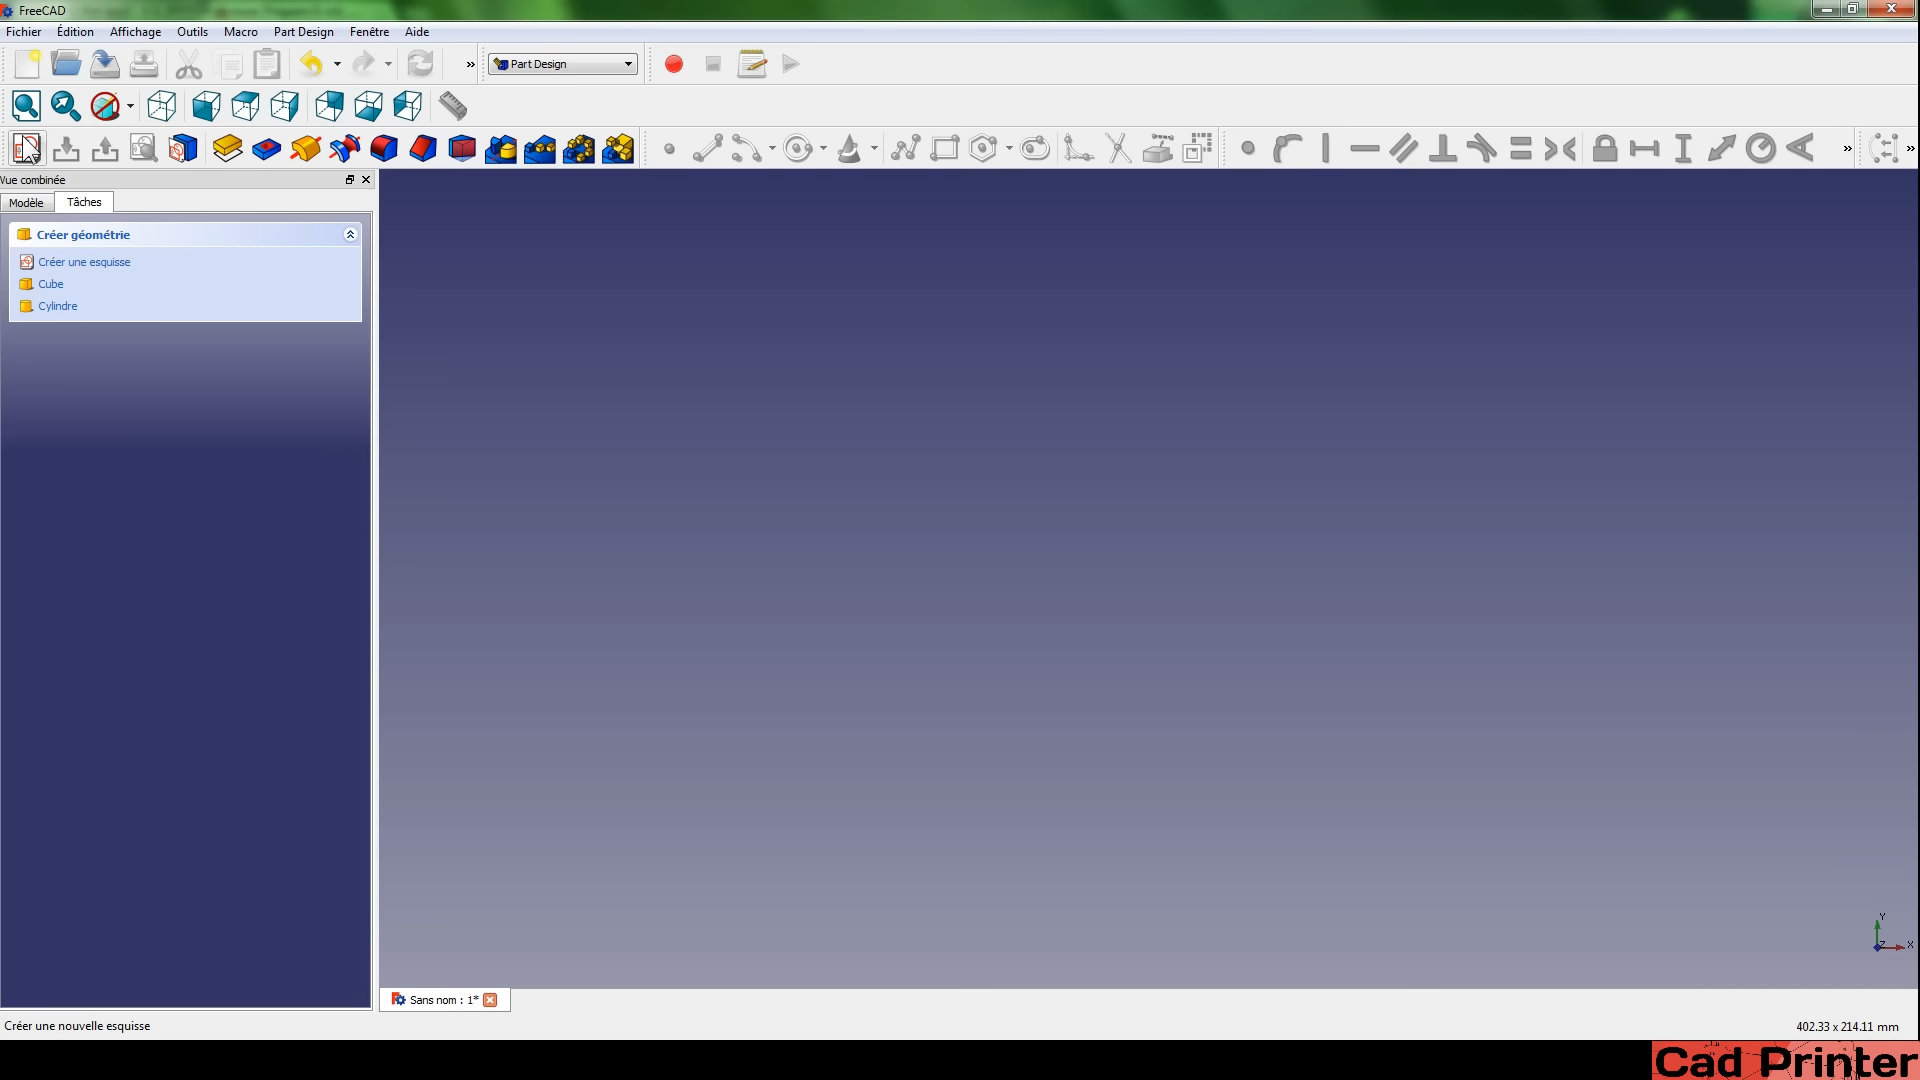 FreeCAD
Fichier Édition Affichage Outils Macro Part Design Fenêtre Aide
» Part Design
» »
Vue combinée
Modèle Tâches
Créer géométrie
Créer une esquisse
Cube
Cylindre
Y
Z X
Sans nom : 1*
Créer une nouvelle esquisse 402.33 x 214.11 mm
Cad Printer